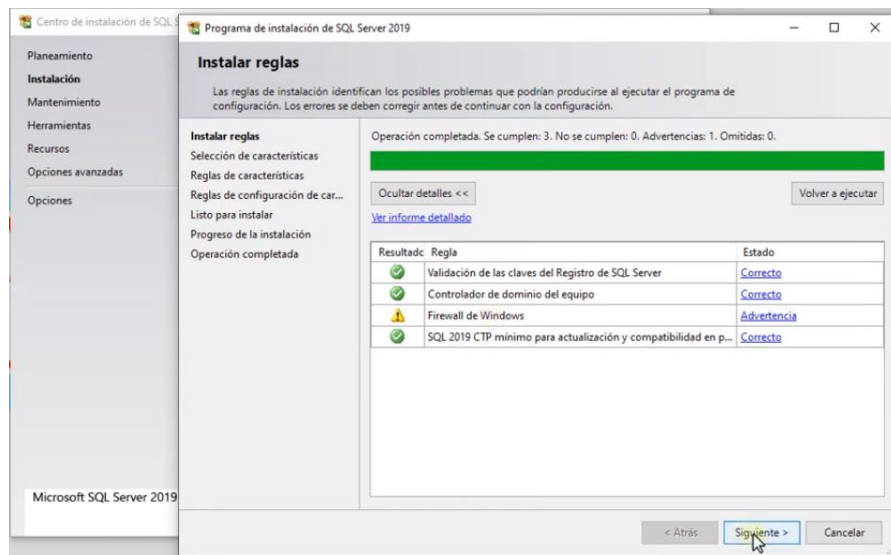 Centro de instalación de SQL S
Planeamiento
Instalación
Mantenimiento
Herramientas
Recursos
Opciones avanzadas
Opciones
Microsoft SQL Server 2019
Programa de instalación de SQL Server 2019
Instalar reglas
Las reglas de instalación identifican los posibles problemas que podrían producirse al ejecutar el programa de
configuración. Los errores se deben corregir antes de continuar con la configuración.
Instalar reglas
Selección de características
Reglas de características
Reglas de configuración de car...
Listo para instalar
Progreso de la instalación
Operación completada
Operación completada. Se cumplen: 3. No se cumplen: 0. Advertencias: 1. Omitidas: 0.
Ocultar detalles <<
Volver a ejecutar
Ver informe detallado
Resultadc Regla Estado
Validación de las claves del Registro de SQL Server Correcto
Controlador de dominio del equipo Correcto
Firewall de Windows Advertencia
SQL 2019 CTP mínimo para actualización y compatibilidad en p... Correcto
< Atrás Siguiente > Cancelar